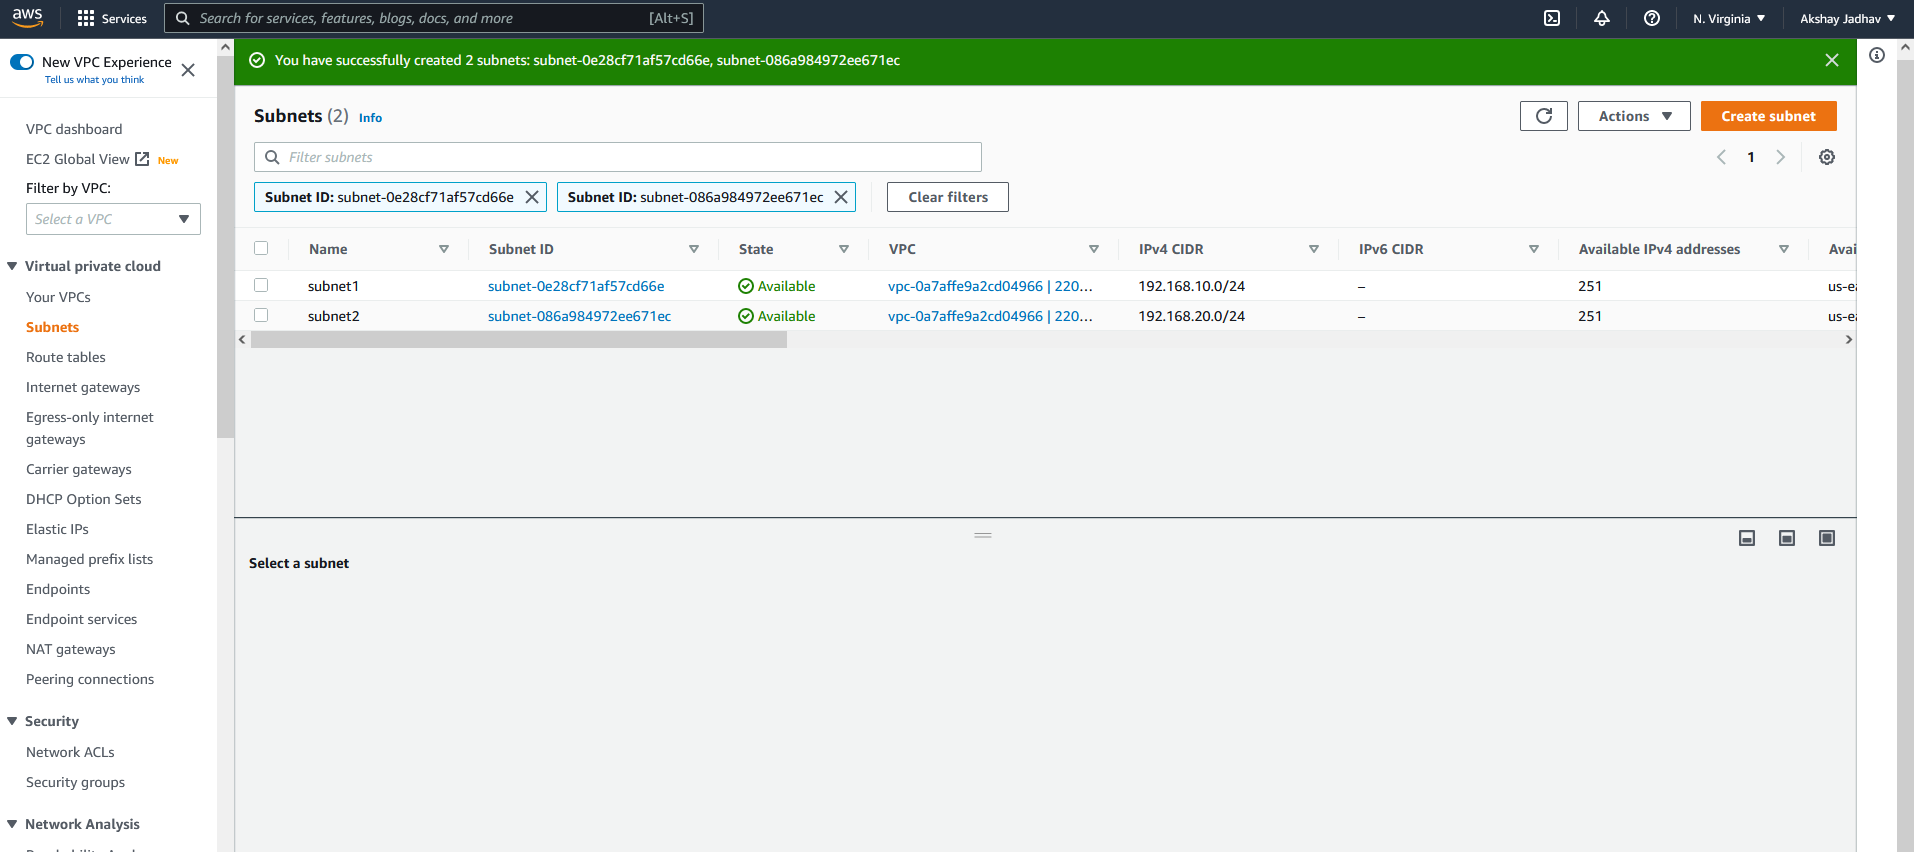 aws
Services
Search for services, features, blogs, docs, and more [Alt+S]
N. Virginia
Akshay Jadhav
New VPC Experience
Tell us what you think
VPC dashboard
EC2 Global View New
Filter by VPC:
Select a VPC
Virtual private cloud
Your VPCs
Subnets
Route tables
Internet gateways
Egress-only internet
gateways
Carrier gateways
DHCP Option Sets
Elastic IPs
Managed prefix lists
Endpoints
Endpoint services
NAT gateways
Peering connections
Security
Network ACLs
Security groups
Network Analysis
You have successfully created 2 subnets: subnet-0e28cf71af57cd66e, subnet-086a984972ee671ec
Subnets (2) Info
Actions
Create subnet
Filter subnets
1
Subnet ID: subnet-0e28cf71af57cd66e
Subnet ID: subnet-086a984972ee671ec
Clear filters
Name Subnet ID State VPC IPv4 CIDR IPv6 CIDR Available IPv4 addresses Avai
subnet1 subnet-0e28cf71af57cd66e Available vpc-0a7affe9a2cd04966 | 220... 192.168.10.0/24 – 251 us-ea
subnet2 subnet-086a984972ee671ec Available vpc-0a7affe9a2cd04966 | 220... 192.168.20.0/24 – 251 us-ea
Select a subnet